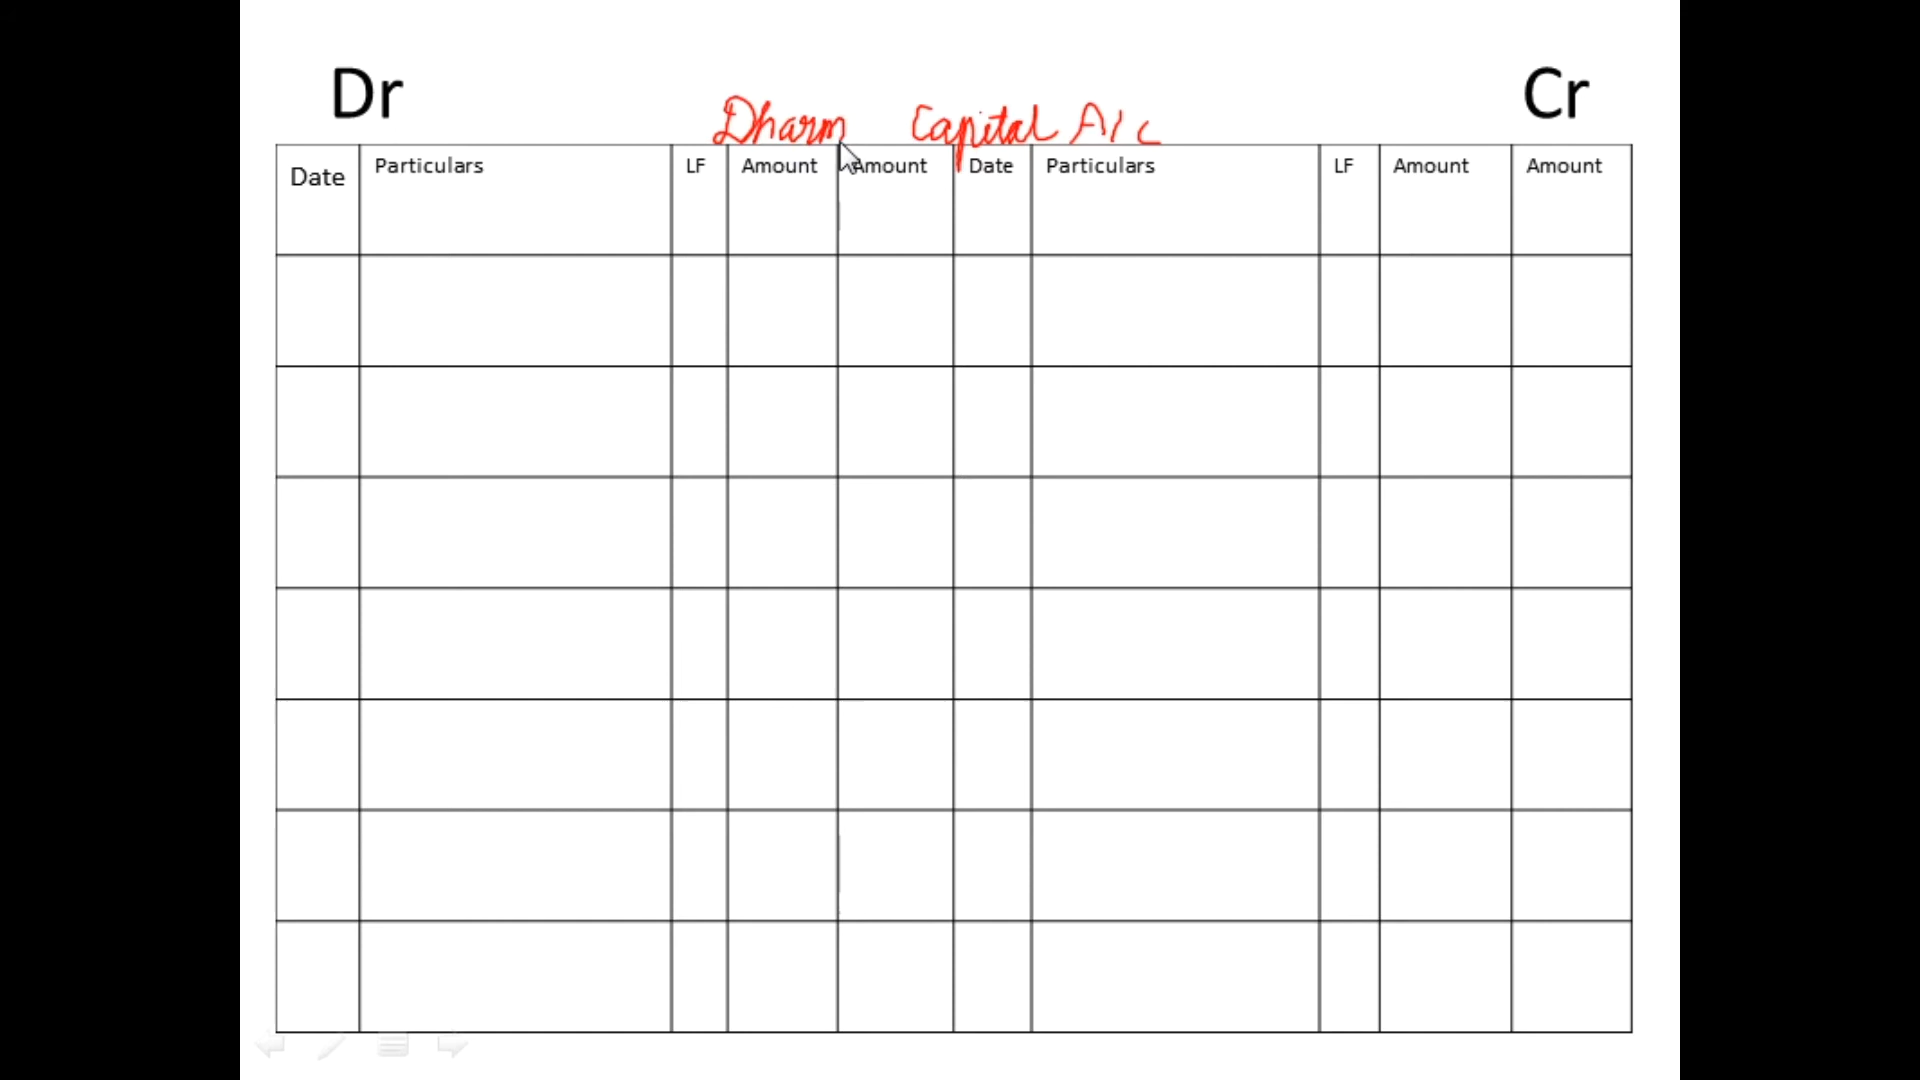 Dr Cr
Dharm Capital A/c
Date Particulars LF Amount Amount Date Particulars LF Amount Amount